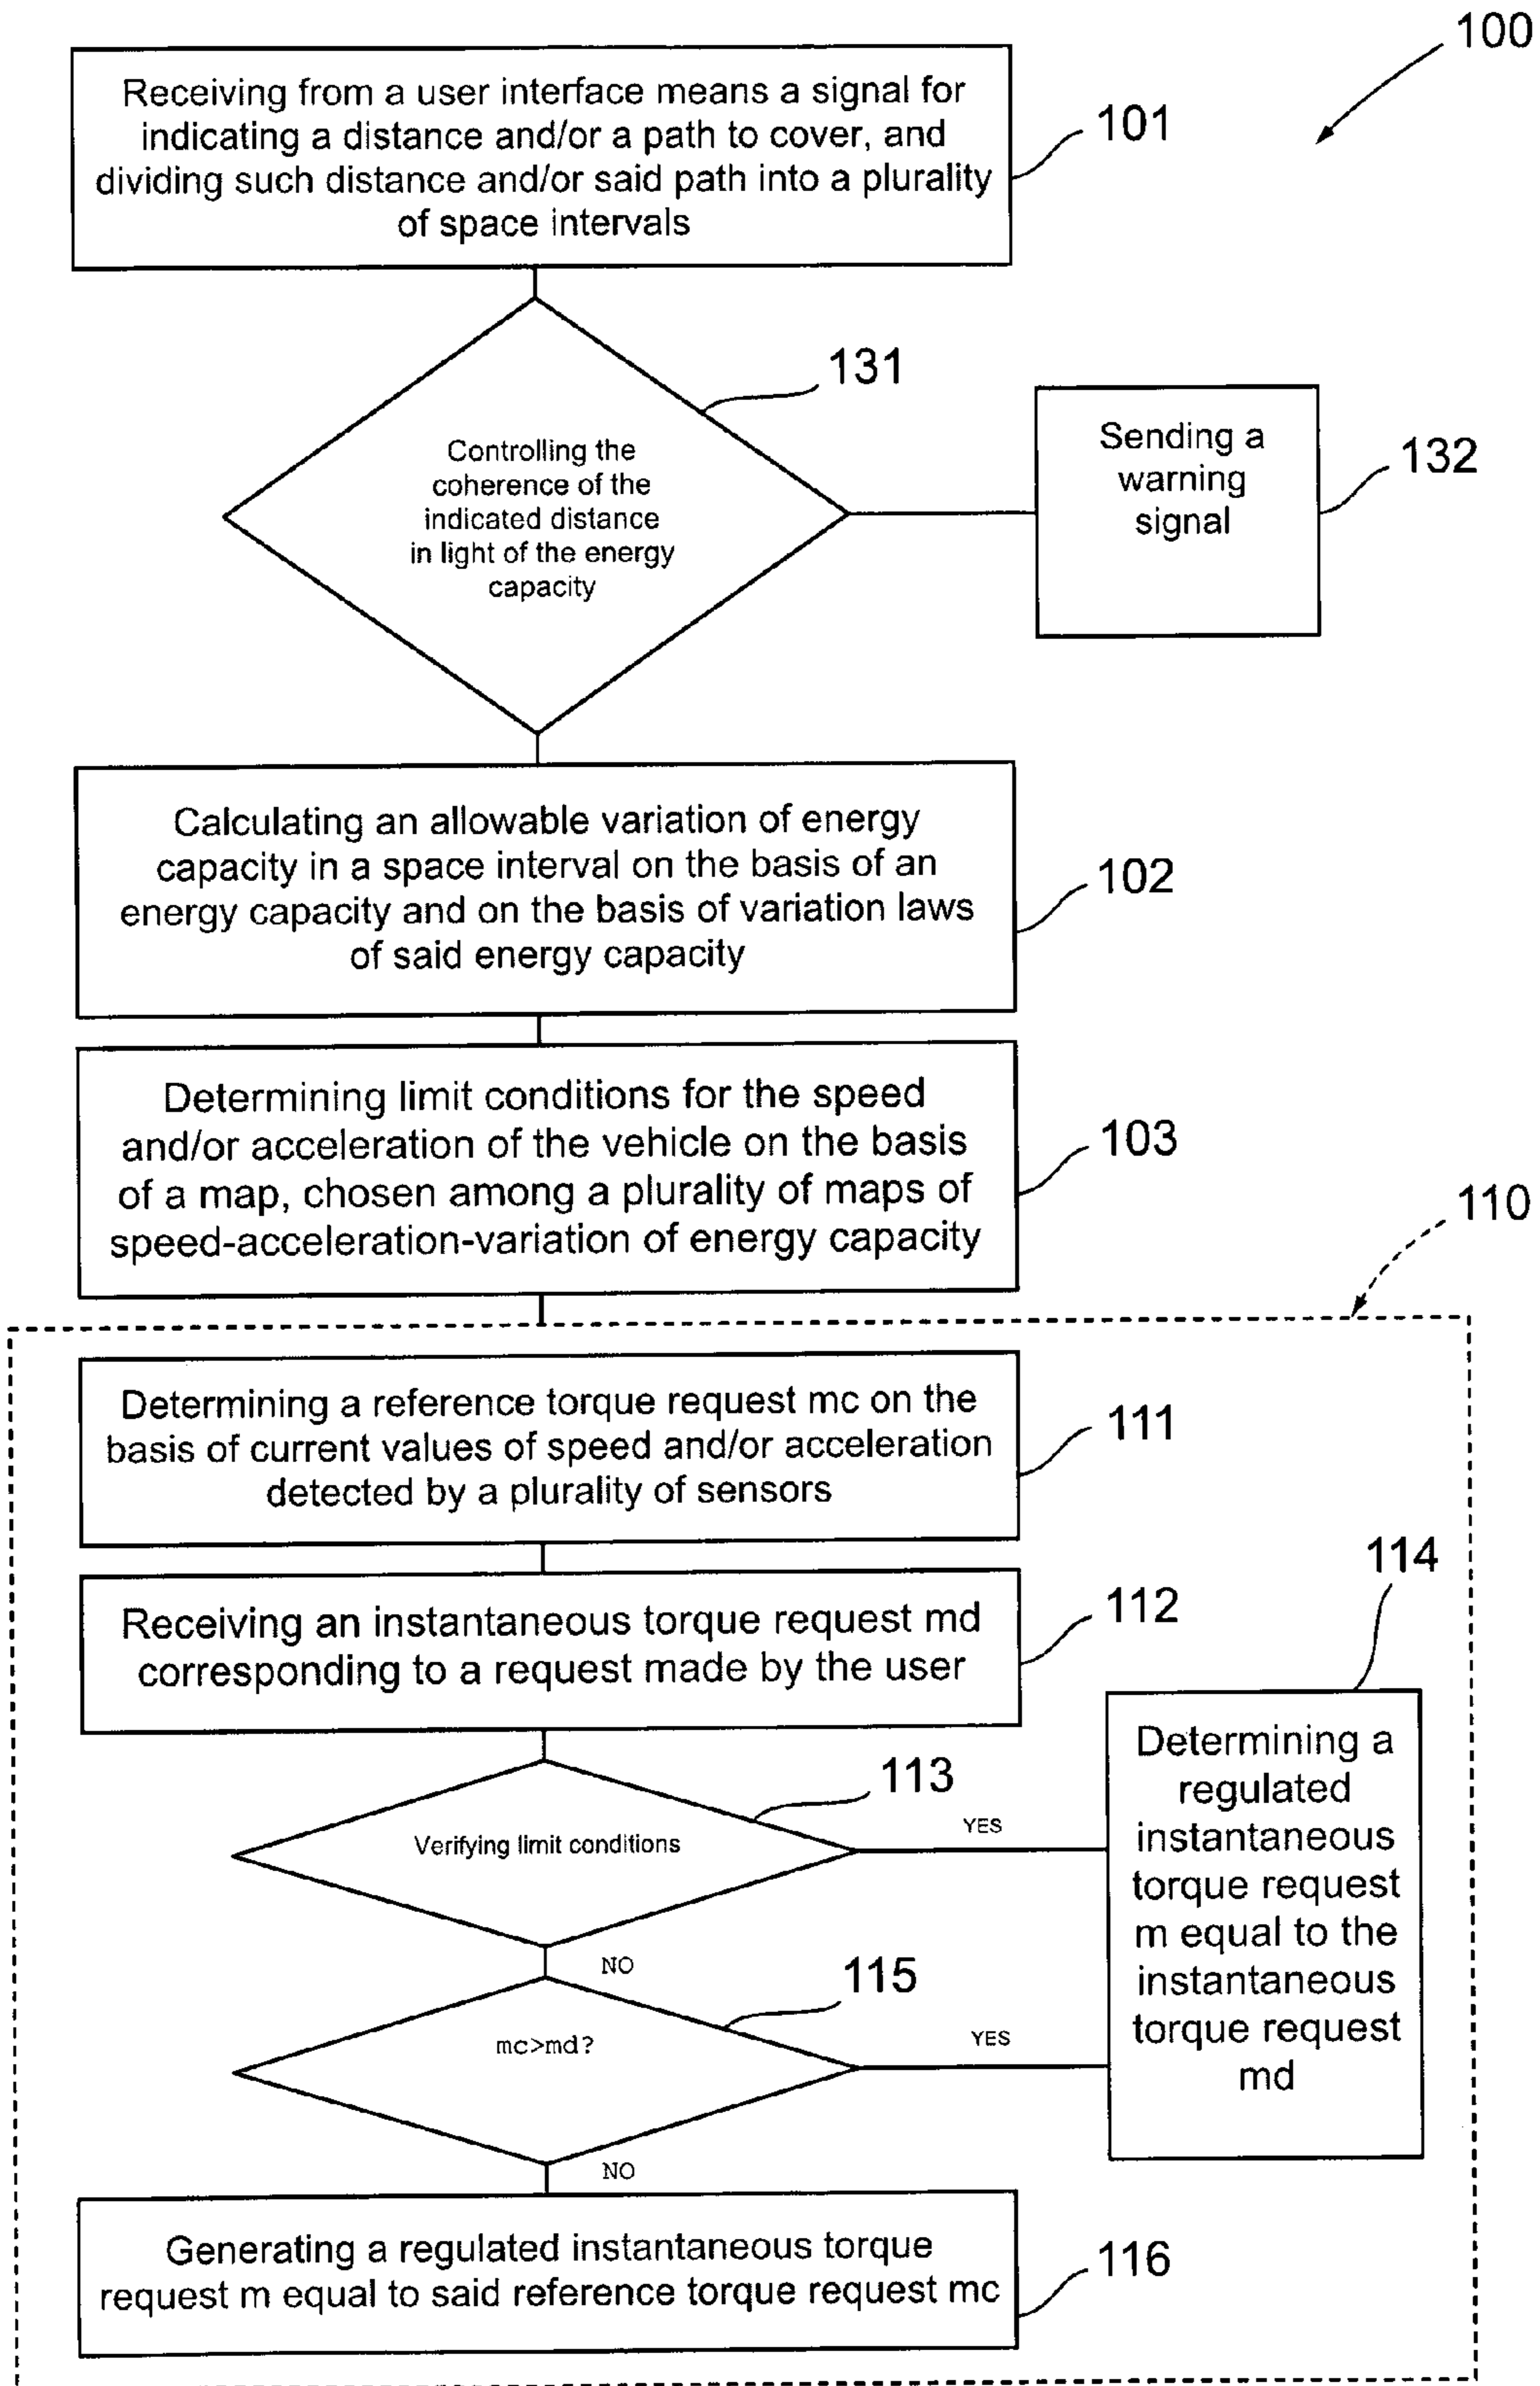 100
Receiving from a user interface means a signal for
indicating a distance and/or a path to cover, and
dividing such distance and/or said path into a plurality
of space intervals
101
131
Controlling the
coherence of the
indicated distance
in light of the energy
capacity
Sending a
warning
signal
132
Calculating an allowable variation of energy
capacity in a space interval on the basis of an
energy capacity and on the basis of variation laws
of said energy capacity
102
Determining limit conditions for the speed
and/or acceleration of the vehicle on the basis
of a map, chosen among a plurality of maps of
speed-acceleration-variation of energy capacity
103
110
Determining a reference torque request mc on the
basis of current values of speed and/or acceleration
detected by a plurality of sensors
111
Receiving an instantaneous torque request md
corresponding to a request made by the user
112
113
Verifying limit conditions
YES
NO
114
Determining a
regulated
instantaneous
torque request
m equal to the
instantaneous
torque request
md
115
mc>md?
YES
NO
Generating a regulated instantaneous torque
request m equal to said reference torque request mc
116